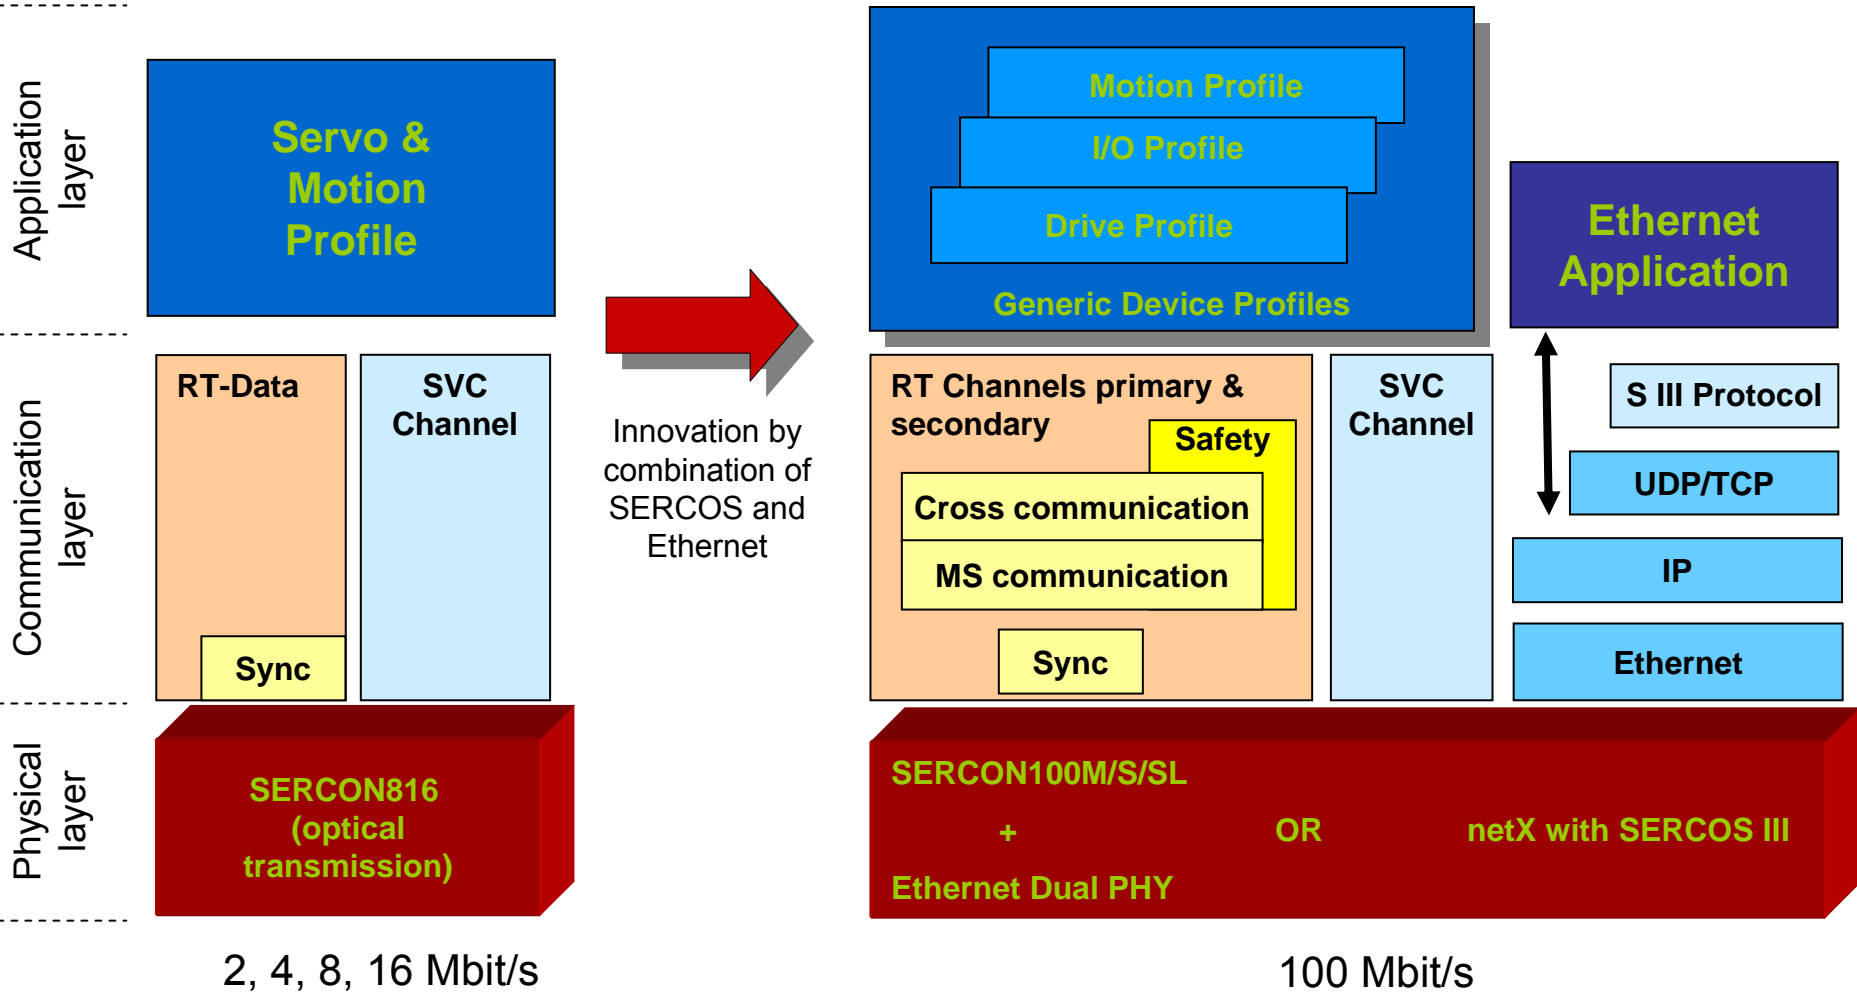 Application
layer
Communication
layer
Physical
layer
Servo &
Motion
Profile
RT-Data
SVC
Channel
Sync
SERCON816
(optical
transmission)
2, 4, 8, 16 Mbit/s
Innovation by
combination of
SERCOS and
Ethernet
Motion Profile
I/O Profile
Drive Profile
Generic Device Profiles
Ethernet
Application
RT Channels primary &
secondary
Safety
Cross communication
MS communication
Sync
SVC
Channel
S III Protocol
UDP/TCP
IP
Ethernet
SERCON100M/S/SL
+
Ethernet Dual PHY
OR
netX with SERCOS III
100 Mbit/s